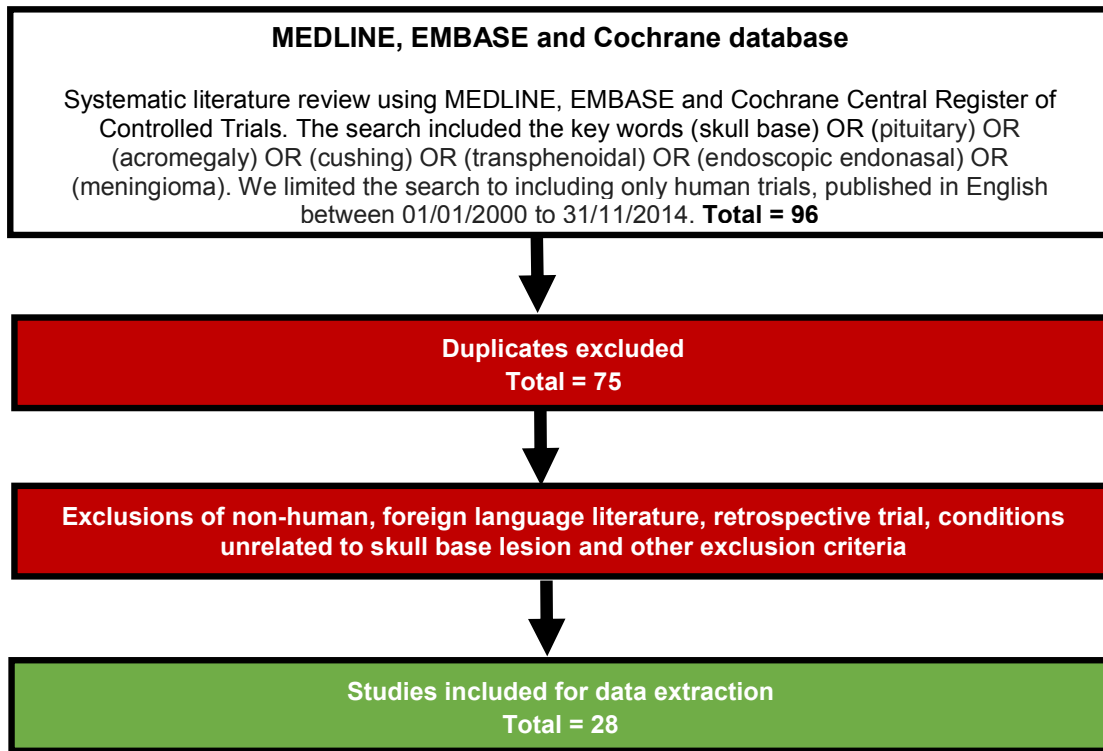 MEDLINE, EMBASE and Cochrane database
Systematic literature review using MEDLINE, EMBASE and Cochrane Central Register of
Controlled Trials. The search included the key words (skull base) OR (pituitary) OR
(acromegaly) OR (cushing) OR (transphenoidal) OR (endoscopic endonasal) OR
(meningioma). We limited the search to including only human trials, published in English
between 01/01/2000 to 31/11/2014. Total = 96
Duplicates excluded
Total = 75
Exclusions of non-human, foreign language literature, retrospective trial, conditions
unrelated to skull base lesion and other exclusion criteria
Studies included for data extraction
Total = 28